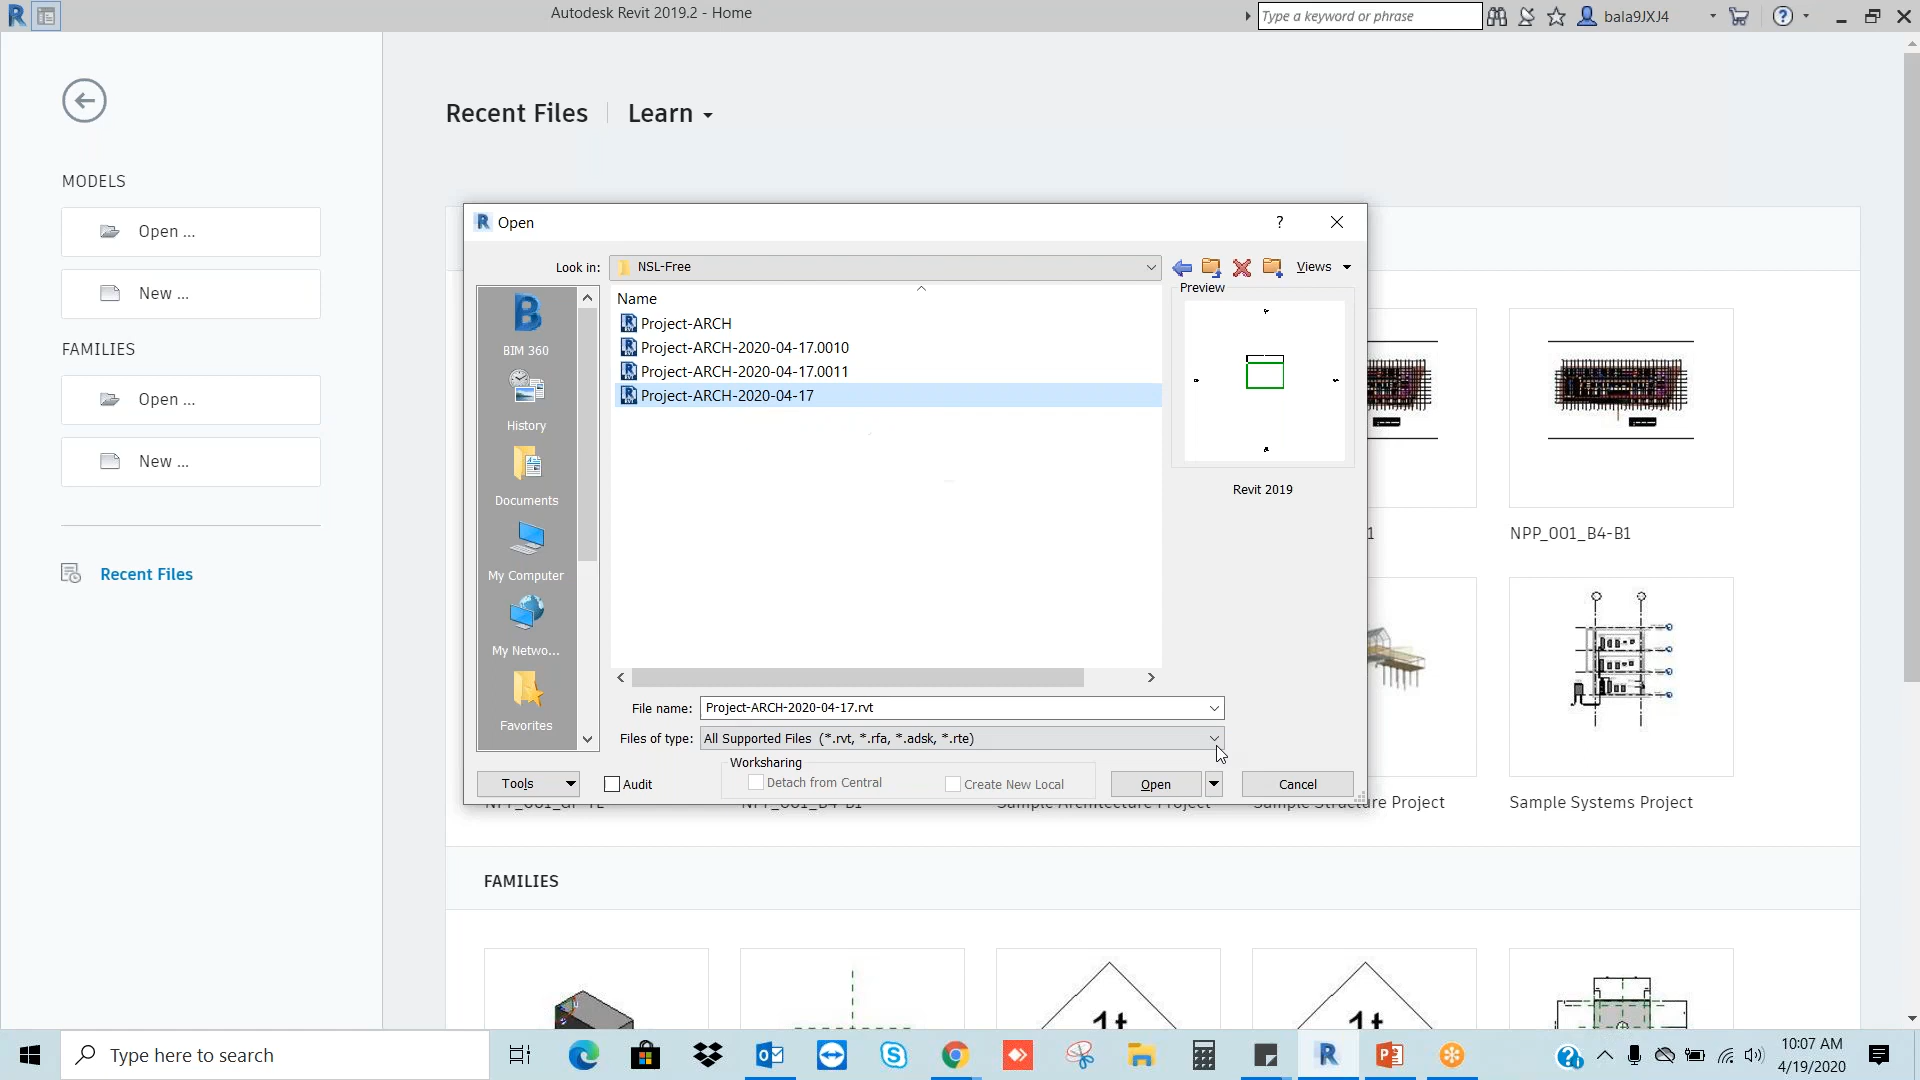 Autodesk Revit 2019.2 - Home
Type a keyword or phrase
bala9JXJ4
Recent Files
Learn
MODELS
Open ...
New ...
FAMILIES
Open ...
New ...
Recent Files
Open
Look in:
NSL-Free
Views
Name
Project-ARCH
Project-ARCH-2020-04-17.0010
Project-ARCH-2020-04-17.0011
Project-ARCH-2020-04-17
BIM 360
History
Documents
My Computer
My Netwo...
Favorites
Preview
Revit 2019
File name:
Project-ARCH-2020-04-17.rvt
Files of type:
All Supported Files (*.rvt, *.rfa, *.adsk, *.rte)
Worksharing
Tools
Audit
Detach from Central
Create New Local
Open
Cancel
NPP_001_B4-B1
Sample Architecture Project
Sample Structure Project
Sample Systems Project
FAMILIES
1t
1t
Type here to search
10:07 AM
4/19/2020